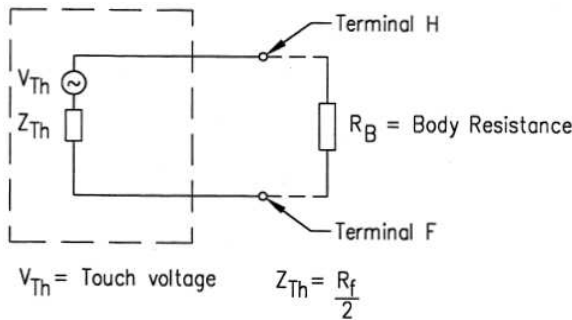 Terminal H
V_Th
Z_Th
R_B = Body Resistance
Terminal F
V_Th = Touch voltage
Z_Th = R_f
2